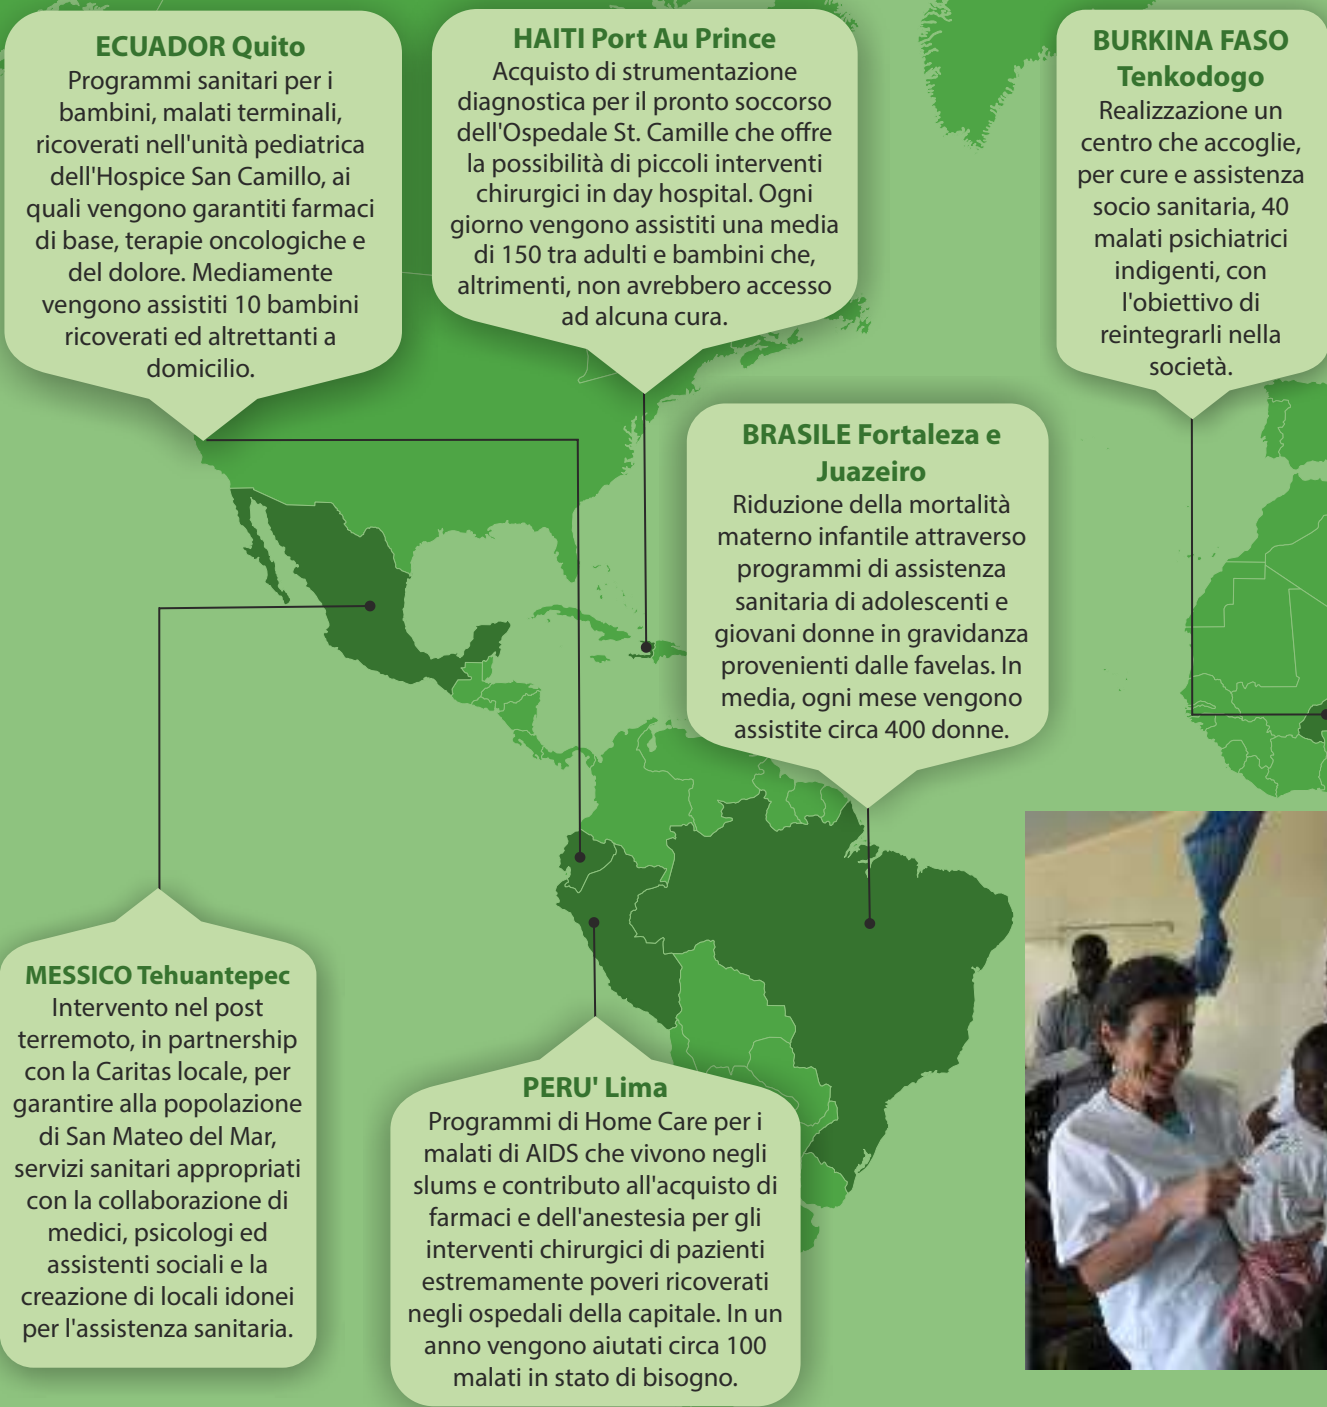 ECUADOR Quito
Programmi sanitari per i
bambini, malati terminali,
ricoverati nell'unità pediatrica
dell'Hospice San Camillo, ai
quali vengono garantiti farmaci
di base, terapie oncologiche e
del dolore. Mediamente
vengono assistiti 10 bambini
ricoverati ed altrettanti a
domicilio.
HAITI Port Au Prince
Acquisto di strumentazione
diagnostica per il pronto soccorso
dell'Ospedale St. Camille che offre
la possibilità di piccoli interventi
chirurgici in day hospital. Ogni
giorno vengono assistiti una media
di 150 tra adulti e bambini che,
altrimenti, non avrebbero accesso
ad alcuna cura.
BURKINA FASO
Tenkodogo
Realizzazione un
centro che accoglie,
per cure e assistenza
socio sanitaria, 40
malati psichiatrici
indigenti, con
l'obiettivo di
reintegrarli nella
società.
BRASILE Fortaleza e
Juazeiro
Riduzione della mortalità
materno infantile attraverso
programmi di assistenza
sanitaria di adolescenti e
giovani donne in gravidanza
provenienti dalle favelas. In
media, ogni mese vengono
assistite circa 400 donne.
MESSICO Tehuantepec
Intervento nel post
terremoto, in partnership
con la Caritas locale, per
garantire alla popolazione
di San Mateo del Mar,
servizi sanitari appropriati
con la collaborazione di
medici, psicologi ed
assistenti sociali e la
creazione di locali idonei
per l'assistenza sanitaria.
PERU' Lima
Programmi di Home Care per i
malati di AIDS che vivono negli
slums e contributo all'acquisto di
farmaci e dell'anestesia per gli
interventi chirurgici di pazienti
estremamente poveri ricoverati
negli ospedali della capitale. In un
anno vengono aiutati circa 100
malati in stato di bisogno.